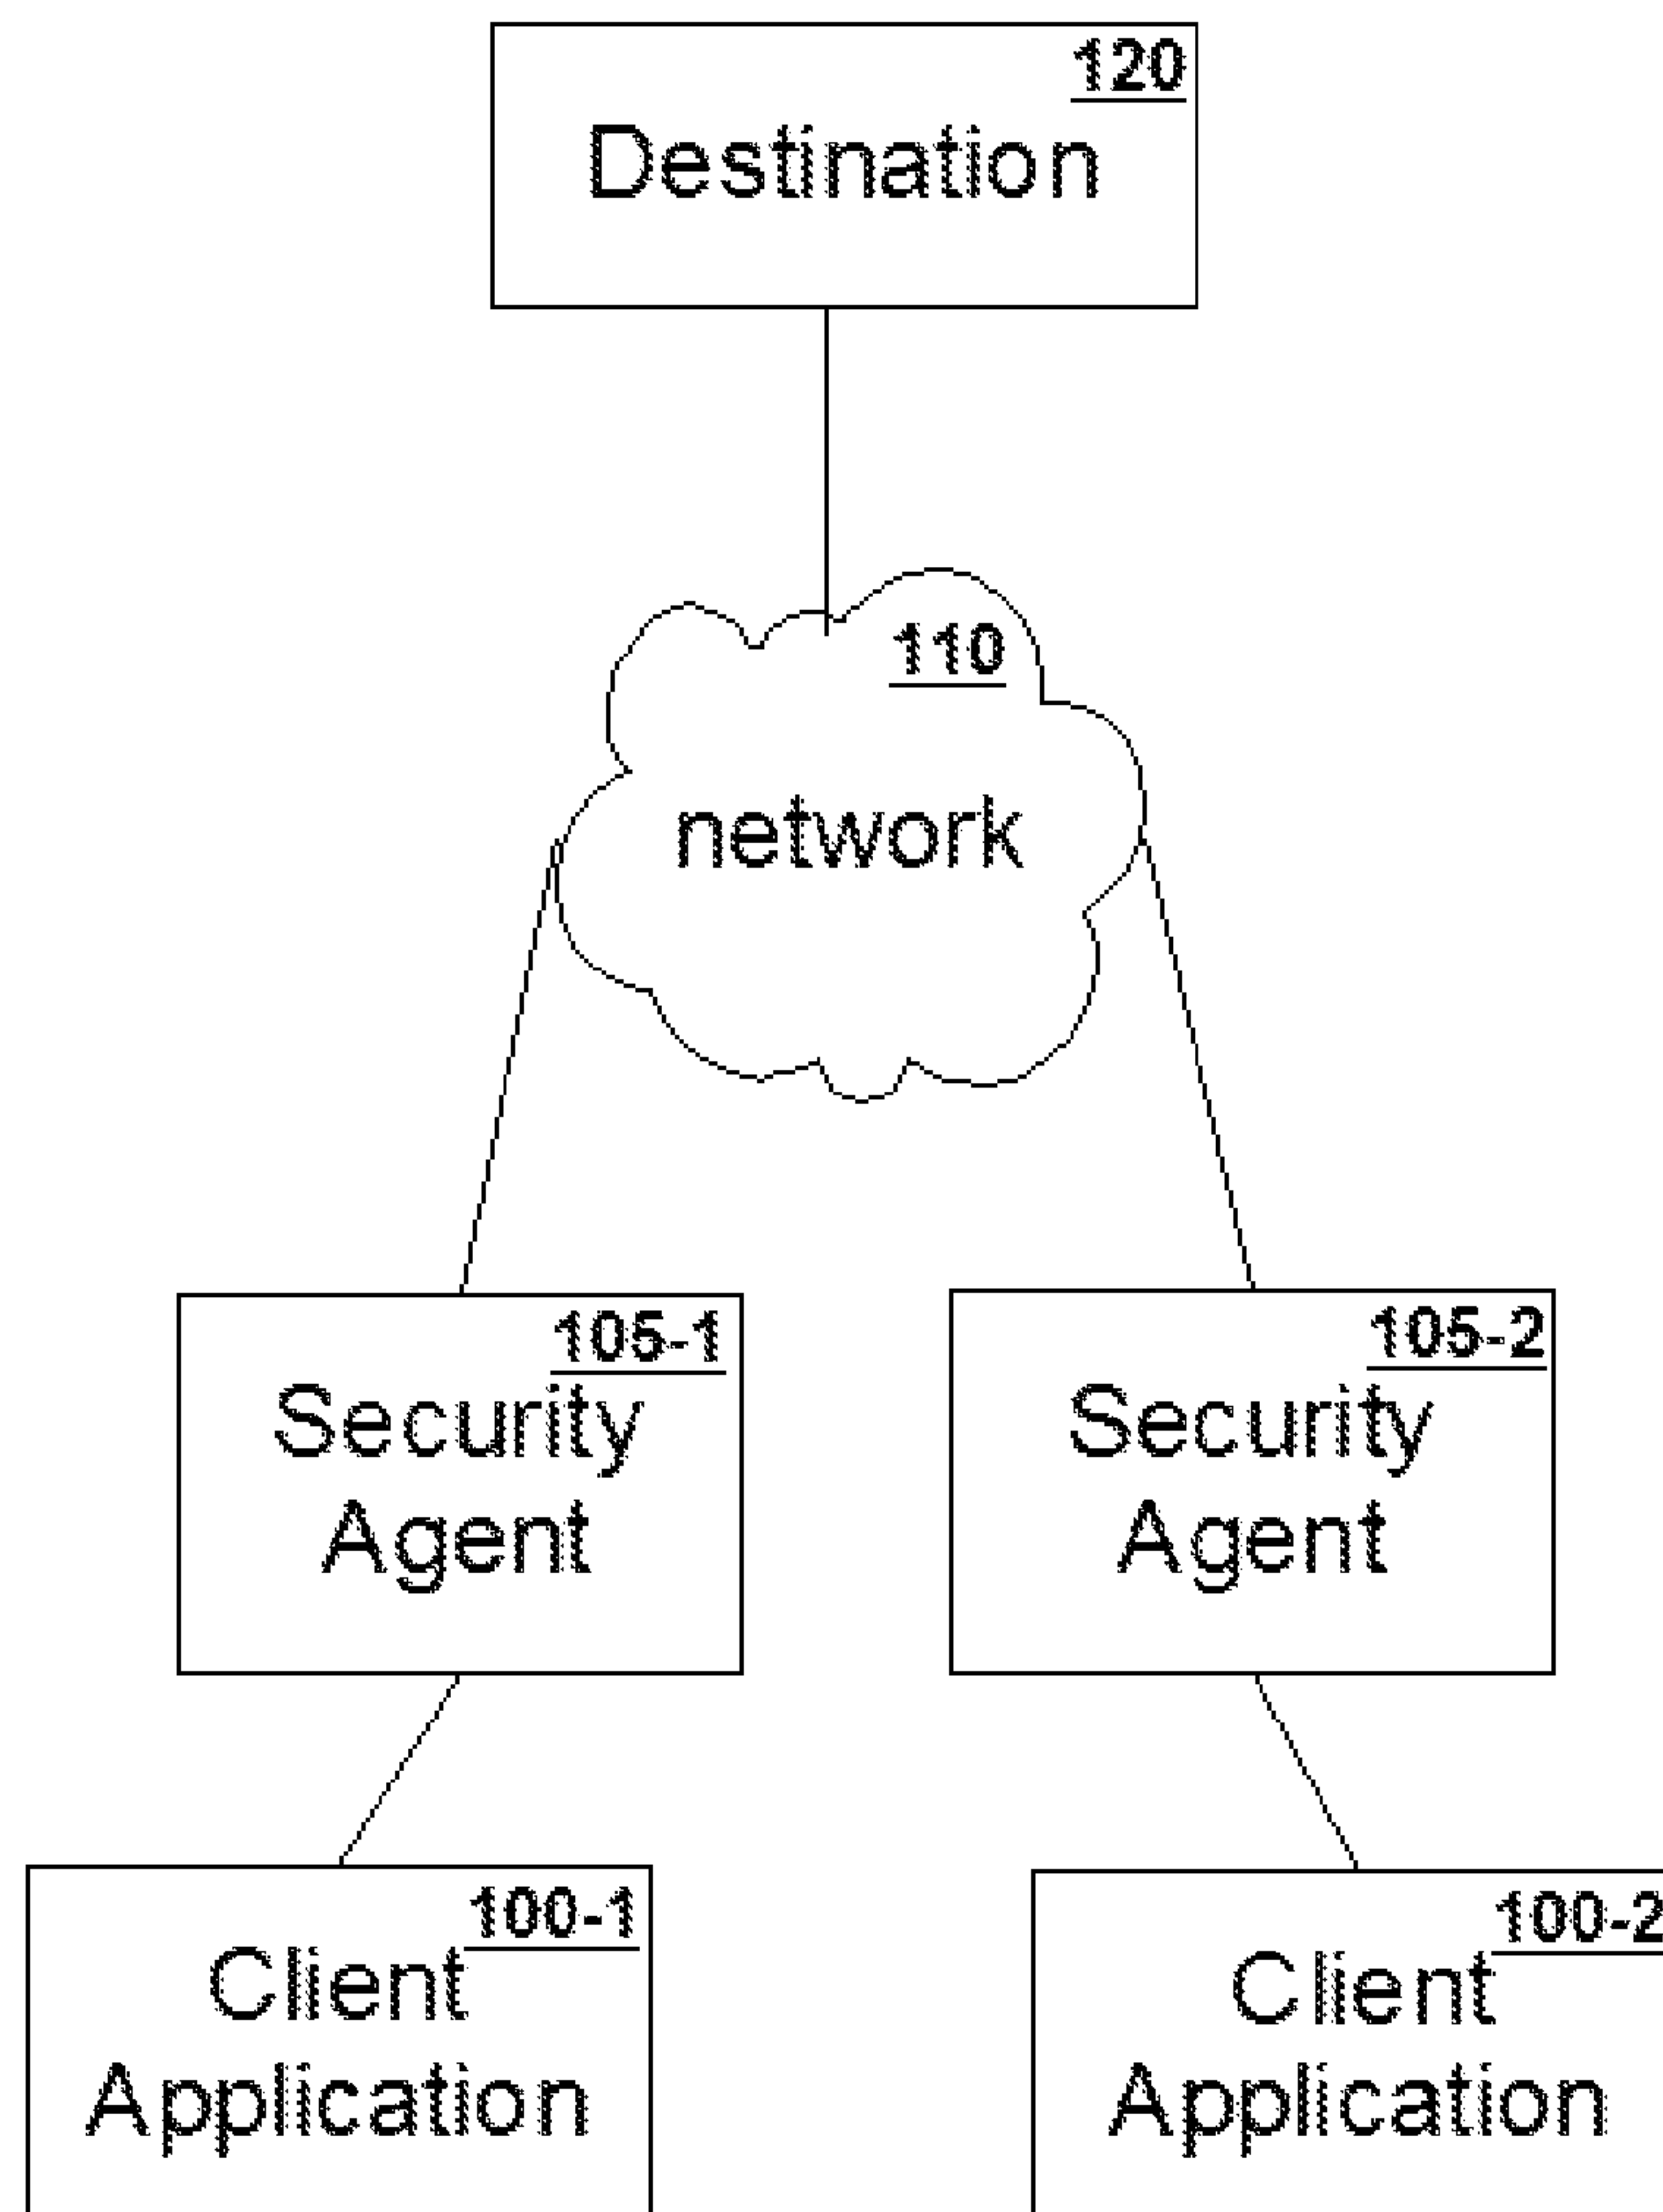 120
Destination
110
network
105-1
Security
Agent
105-2
Security
Agent
100-1
Client
Application
100-2
Client
Application